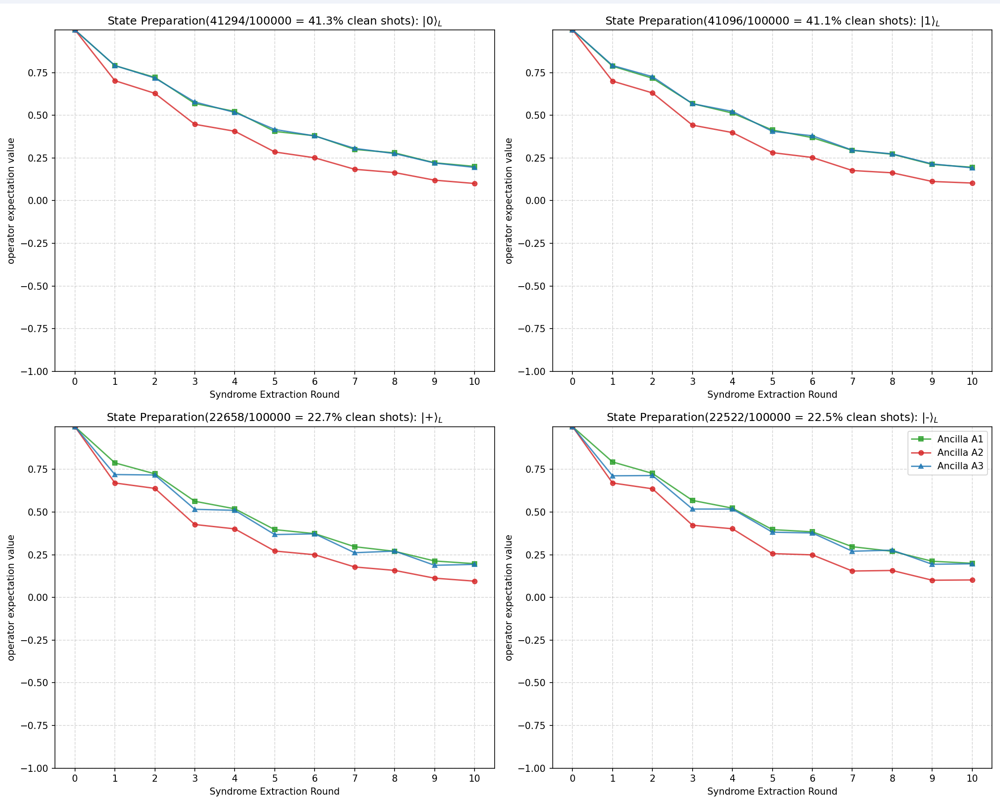 State Preparation(41294/100000 = 41.3% clean shots): |0⟩L
operator expectation value
0.75
0.50
0.25
0.00
−0.25
−0.50
−0.75
−1.00
0 1 2 3 4 5 6 7 8 9 10
Syndrome Extraction Round
State Preparation(41096/100000 = 41.1% clean shots): |1⟩L
operator expectation value
0.75
0.50
0.25
0.00
−0.25
−0.50
−0.75
−1.00
0 1 2 3 4 5 6 7 8 9 10
Syndrome Extraction Round
State Preparation(22658/100000 = 22.7% clean shots): |+⟩L
operator expectation value
0.75
0.50
0.25
0.00
−0.25
−0.50
−0.75
−1.00
0 1 2 3 4 5 6 7 8 9 10
Syndrome Extraction Round
State Preparation(22522/100000 = 22.5% clean shots): |-⟩L
Ancilla A1
Ancilla A2
Ancilla A3
operator expectation value
0.75
0.50
0.25
0.00
−0.25
−0.50
−0.75
−1.00
0 1 2 3 4 5 6 7 8 9 10
Syndrome Extraction Round